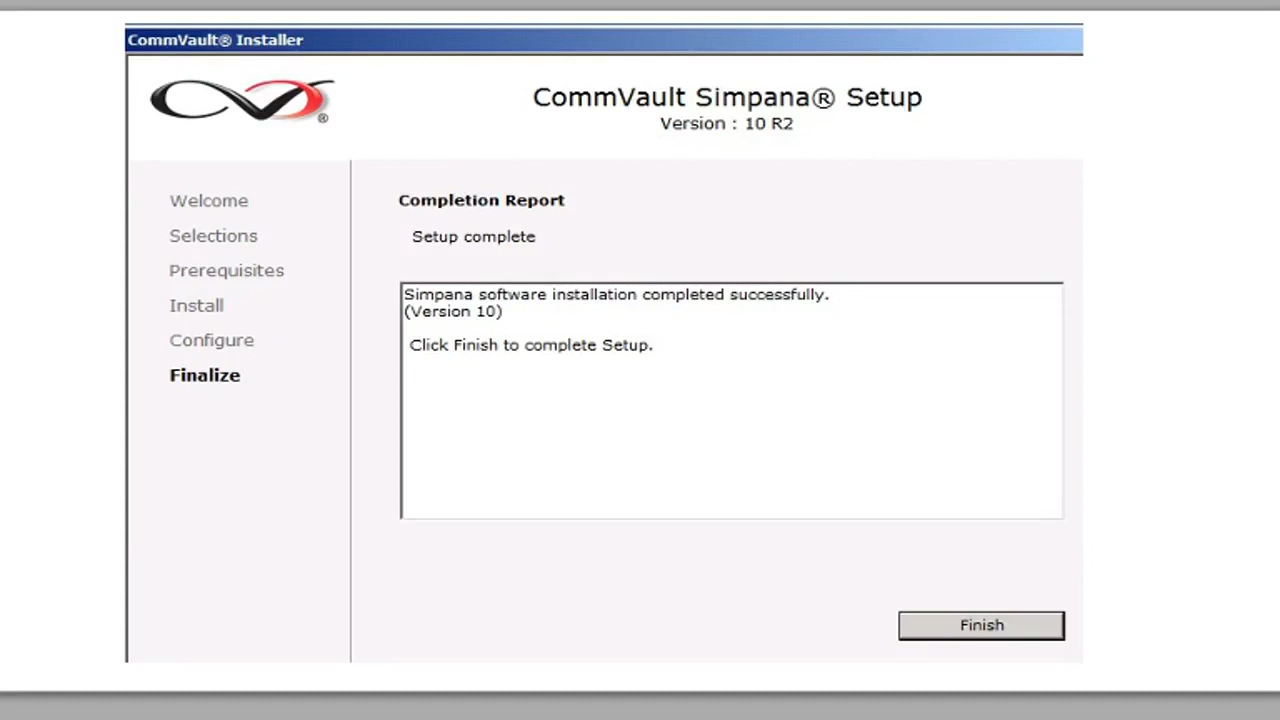 CommVault® Installer
CommVault Simpana® Setup
Version : 10 R2
Welcome
Selections
Prerequisites
Install
Configure
Finalize
Completion Report
Setup complete
Simpana software installation completed successfully.
(Version 10)
Click Finish to complete Setup.
Finish